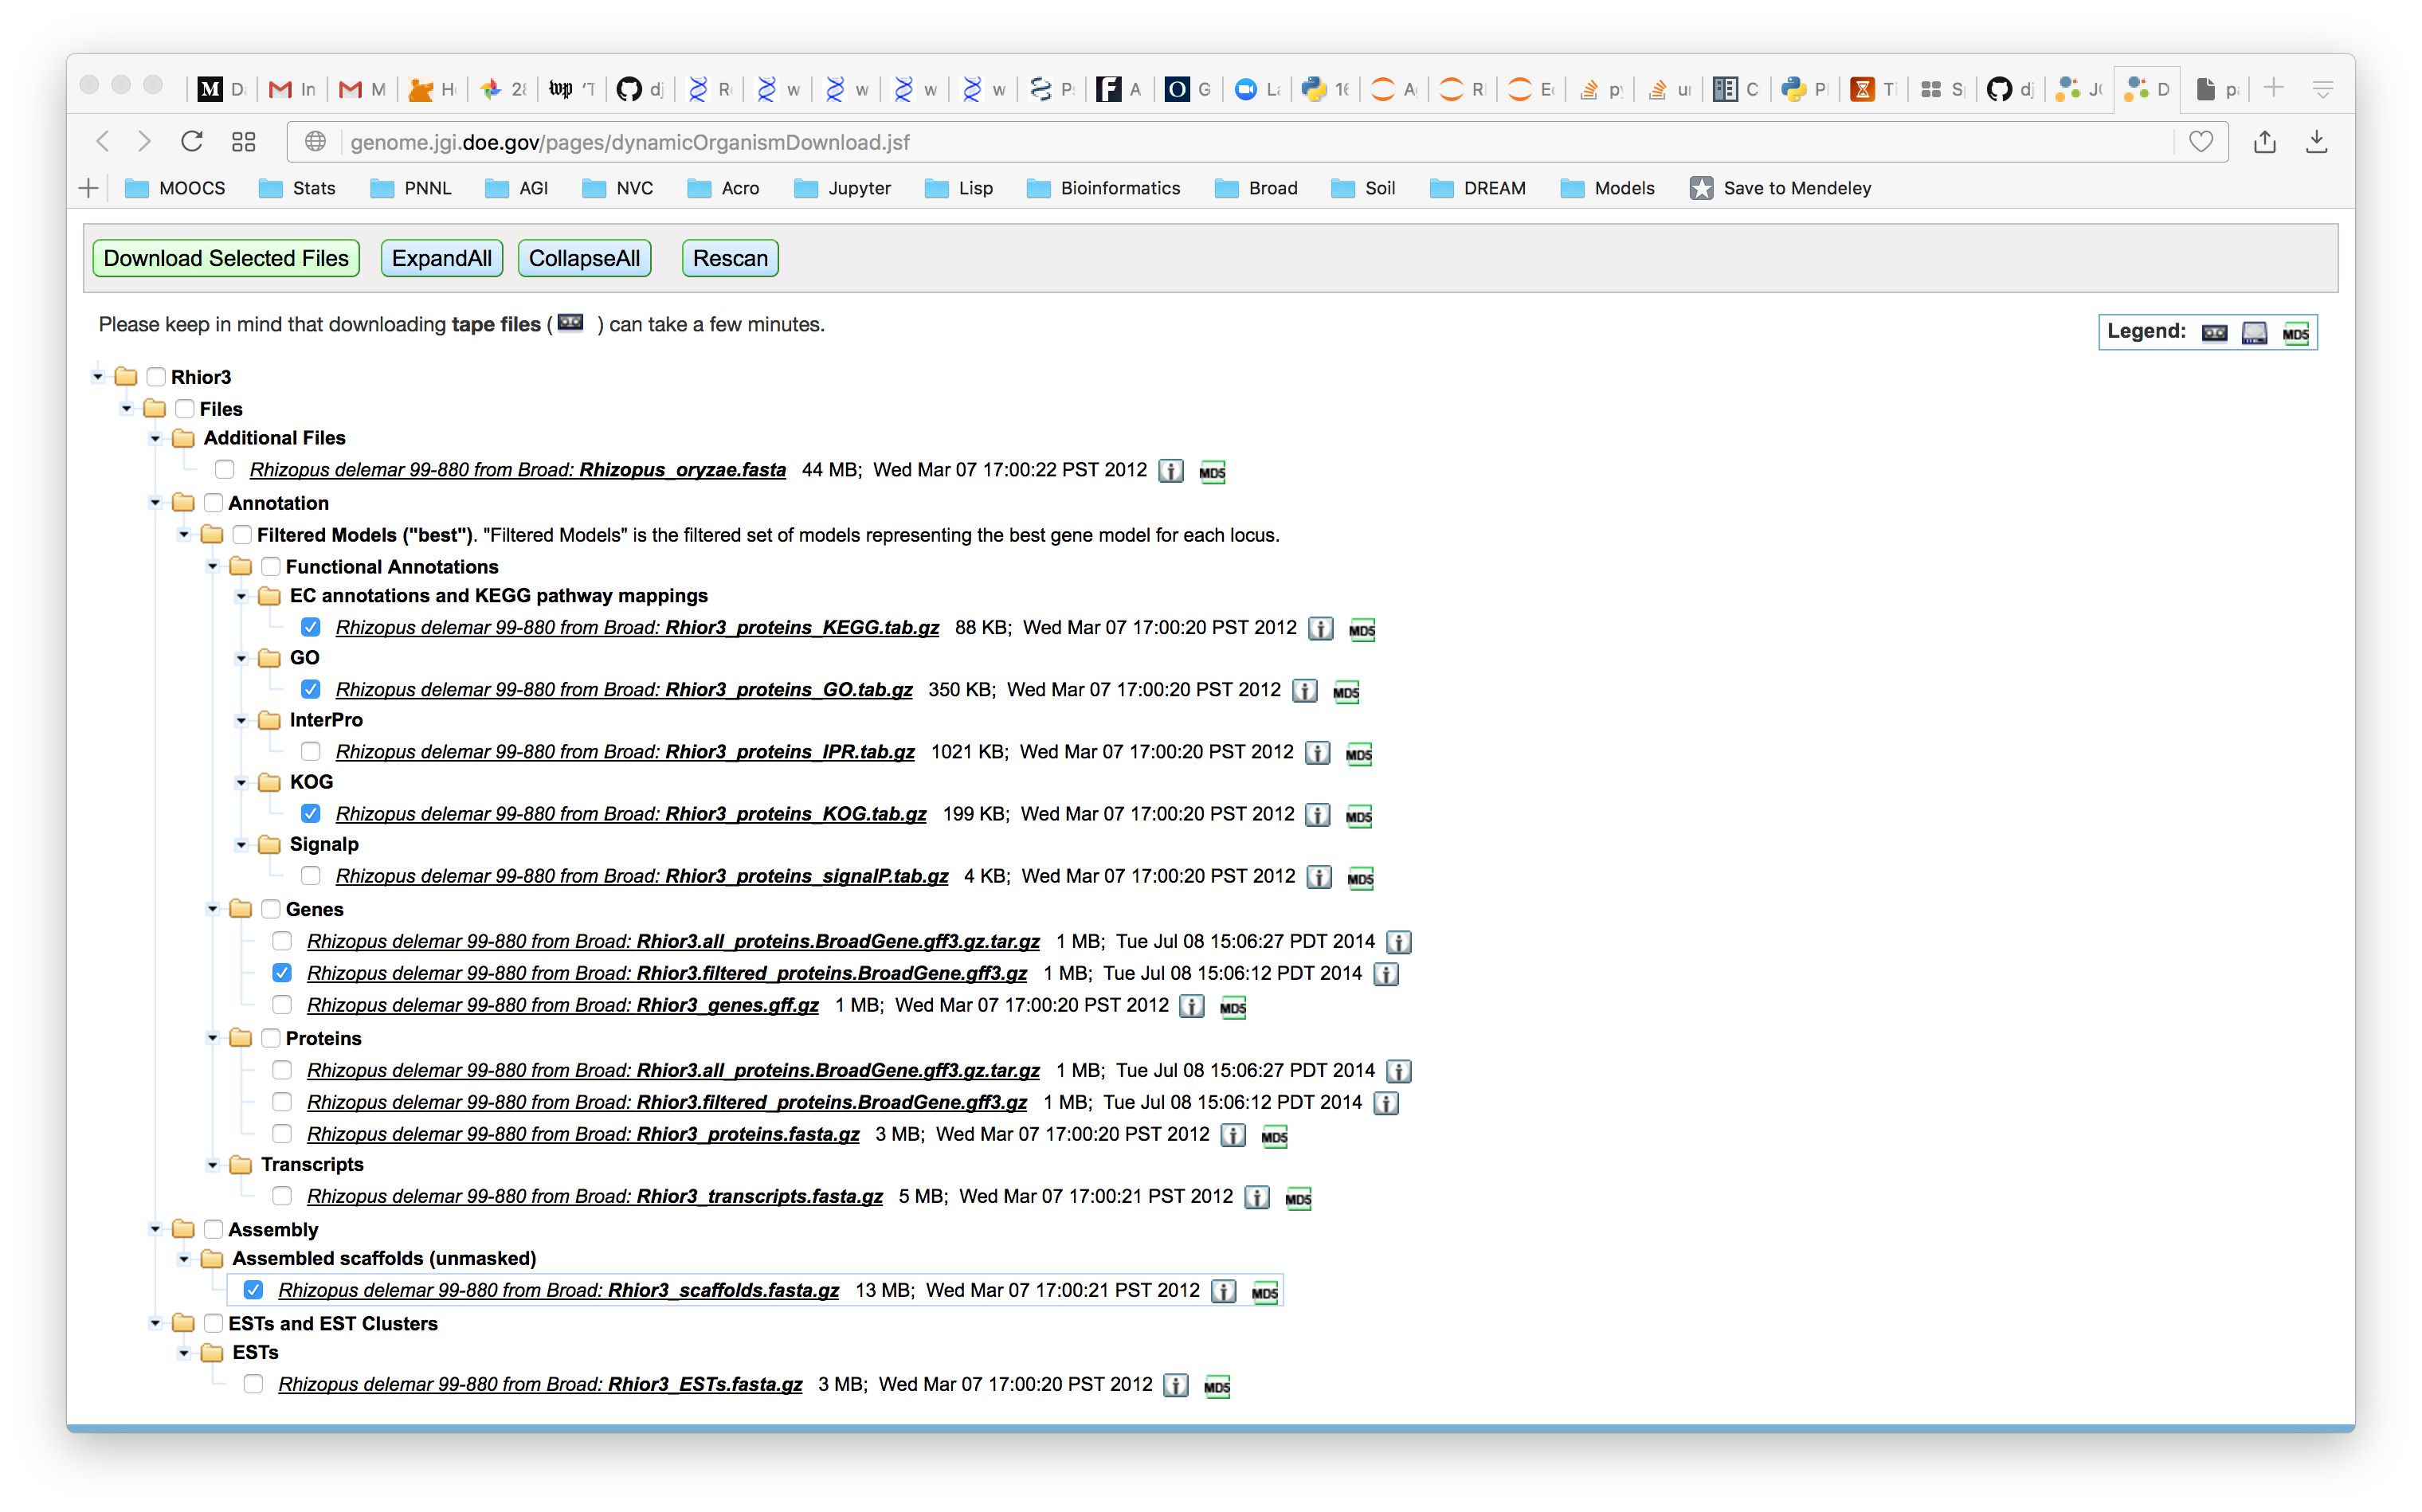 M D In M H 28 wp 'T dj R w w w w P F A O G La 16 A R E p ur C P Ti S dj J D p
genome.jgi.doe.gov/pages/dynamicOrganismDownload.jsf
MOOCS Stats PNNL AGI NVC Acro Jupyter Lisp Bioinformatics Broad Soil DREAM Models Save to Mendeley
Download Selected Files ExpandAll CollapseAll Rescan
Please keep in mind that downloading tape files ( ) can take a few minutes.
Legend: MD5
Rhior3
Files
Additional Files
Rhizopus delemar 99-880 from Broad: Rhizopus_oryzae.fasta 44 MB; Wed Mar 07 17:00:22 PST 2012 i MD5
Annotation
Filtered Models ("best"). "Filtered Models" is the filtered set of models representing the best gene model for each locus.
Functional Annotations
EC annotations and KEGG pathway mappings
Rhizopus delemar 99-880 from Broad: Rhior3_proteins_KEGG.tab.gz 88 KB; Wed Mar 07 17:00:20 PST 2012 i MD5
GO
Rhizopus delemar 99-880 from Broad: Rhior3_proteins_GO.tab.gz 350 KB; Wed Mar 07 17:00:20 PST 2012 i MD5
InterPro
Rhizopus delemar 99-880 from Broad: Rhior3_proteins_IPR.tab.gz 1021 KB; Wed Mar 07 17:00:20 PST 2012 i MD5
KOG
Rhizopus delemar 99-880 from Broad: Rhior3_proteins_KOG.tab.gz 199 KB; Wed Mar 07 17:00:20 PST 2012 i MD5
Signalp
Rhizopus delemar 99-880 from Broad: Rhior3_proteins_signalP.tab.gz 4 KB; Wed Mar 07 17:00:20 PST 2012 i MD5
Genes
Rhizopus delemar 99-880 from Broad: Rhior3.all_proteins.BroadGene.gff3.gz.tar.gz 1 MB; Tue Jul 08 15:06:27 PDT 2014 i
Rhizopus delemar 99-880 from Broad: Rhior3.filtered_proteins.BroadGene.gff3.gz 1 MB; Tue Jul 08 15:06:12 PDT 2014 i
Rhizopus delemar 99-880 from Broad: Rhior3_genes.gff.gz 1 MB; Wed Mar 07 17:00:20 PST 2012 i MD5
Proteins
Rhizopus delemar 99-880 from Broad: Rhior3.all_proteins.BroadGene.gff3.gz.tar.gz 1 MB; Tue Jul 08 15:06:27 PDT 2014 i
Rhizopus delemar 99-880 from Broad: Rhior3.filtered_proteins.BroadGene.gff3.gz 1 MB; Tue Jul 08 15:06:12 PDT 2014 i
Rhizopus delemar 99-880 from Broad: Rhior3_proteins.fasta.gz 3 MB; Wed Mar 07 17:00:20 PST 2012 i MD5
Transcripts
Rhizopus delemar 99-880 from Broad: Rhior3_transcripts.fasta.gz 5 MB; Wed Mar 07 17:00:21 PST 2012 i MD5
Assembly
Assembled scaffolds (unmasked)
Rhizopus delemar 99-880 from Broad: Rhior3_scaffolds.fasta.gz 13 MB; Wed Mar 07 17:00:21 PST 2012 i MD5
ESTs and EST Clusters
ESTs
Rhizopus delemar 99-880 from Broad: Rhior3_ESTs.fasta.gz 3 MB; Wed Mar 07 17:00:20 PST 2012 i MD5